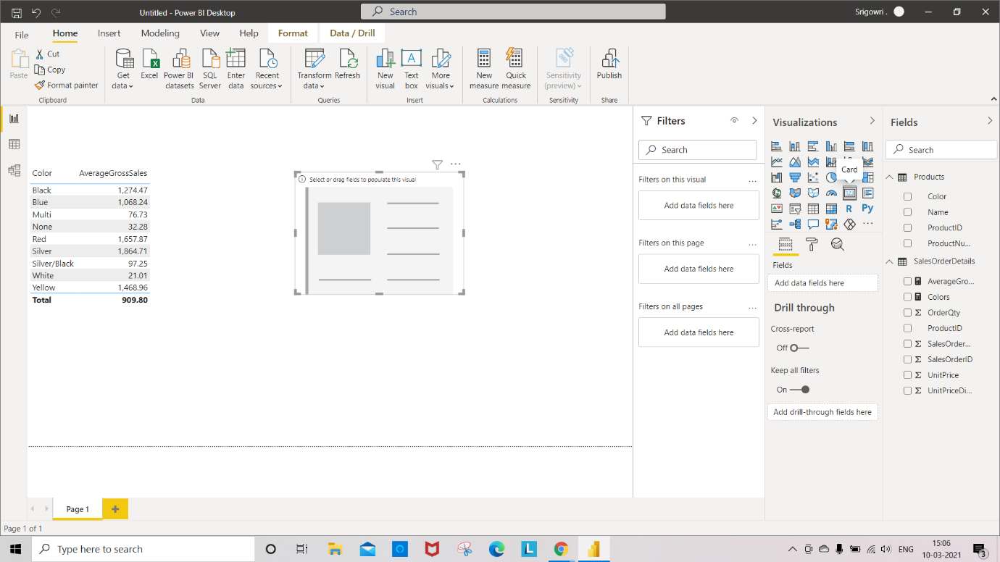 Untitled - Power BI Desktop
Search
Srigowri .
File
Home
Insert
Modeling
View
Help
Format
Data / Drill
Paste
Cut
Copy
Format painter
Clipboard
Get data
Excel
Power BI datasets
SQL Server
Enter data
Recent sources
Data
Transform data
Refresh
Queries
New visual
Text box
More visuals
Insert
New measure
Quick measure
Calculations
Sensitivity (preview)
Sensitivity
Publish
Share
Color AverageGrossSales
Black 1,274.47
Blue 1,068.24
Multi 76.73
None 32.28
Red 1,657.87
Silver 1,864.71
Silver/Black 97.25
White 21.01
Yellow 1,468.96
Total 909.80
Select or drag fields to populate this visual
Filters
Search
Filters on this visual ...
Add data fields here
Filters on this page ...
Add data fields here
Filters on all pages ...
Add data fields here
Visualizations
Card
123
R
Py
Fields
Add data fields here
Drill through
Cross-report
Off
Keep all filters
On
Add drill-through fields here
Fields
Search
Products
Color
Name
ProductID
ProductNu...
SalesOrderDetails
AverageGro...
Colors
Σ OrderQty
ProductID
Σ SalesOrder...
Σ SalesOrderID
Σ UnitPrice
Σ UnitPriceDi...
Page 1
Page 1 of 1
Type here to search
L
ENG
15:06
10-03-2021
3